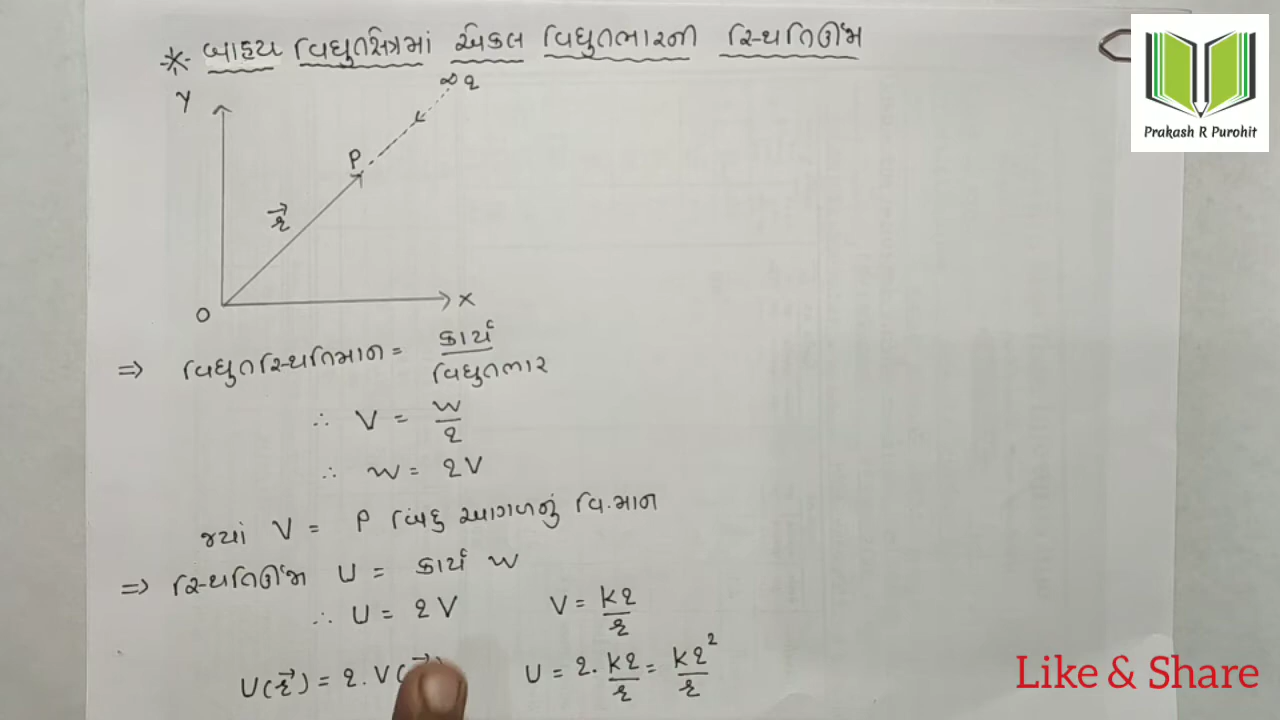 * બાહ્ય વિદ્યુતક્ષેત્રમાં એકલ વિદ્યુતભારની સ્થિતિઊર્જા
Prakash R Purohit
Y
∞ q
P
r⃗
O
X
⇒ વિદ્યુતસ્થિતિમાન = કાર્ય / વિદ્યુતભાર
∴ V = W / q
∴ W = qV
જ્યાં V = P બિંદુ આગળનું વિ.માન
⇒ સ્થિતિઊર્જા U = કાર્ય W
∴ U = qV V = kq / r
U(r⃗) = q.V(r⃗) U = q. kq / r = kq² / r
Like & Share